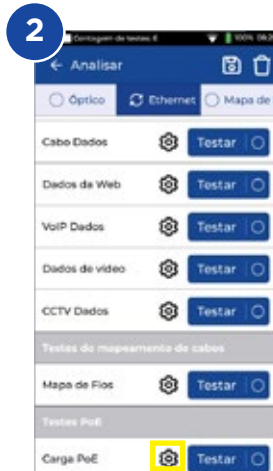 2
Contagem de testes: 6 100%
Analisar
Óptico Ethernet Mapa de
Cabo Dados Testar
Dados da Web Testar
VoIP Dados Testar
Dados de vídeo Testar
CCTV Dados Testar
Testes do mapeamento de cabos
Mapa de Fios Testar
Testes PoE
Carga PoE Testar